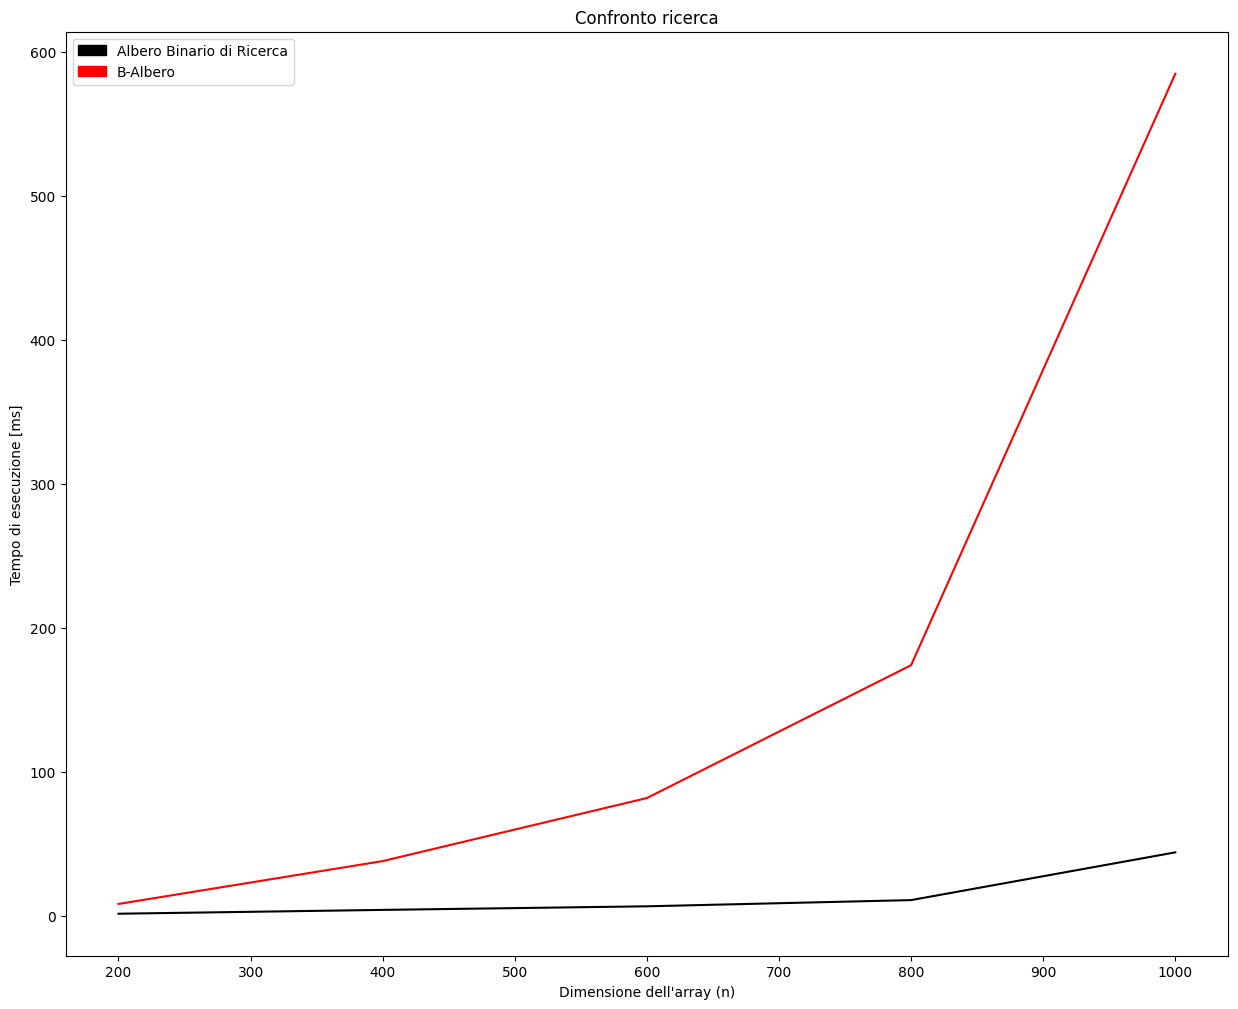 Confronto ricerca
Albero Binario di Ricerca
B-Albero
600
500
400
300
200
100
0
Tempo di esecuzione [ms]
200 300 400 500 600 700 800 900 1000
Dimensione dell'array (n)